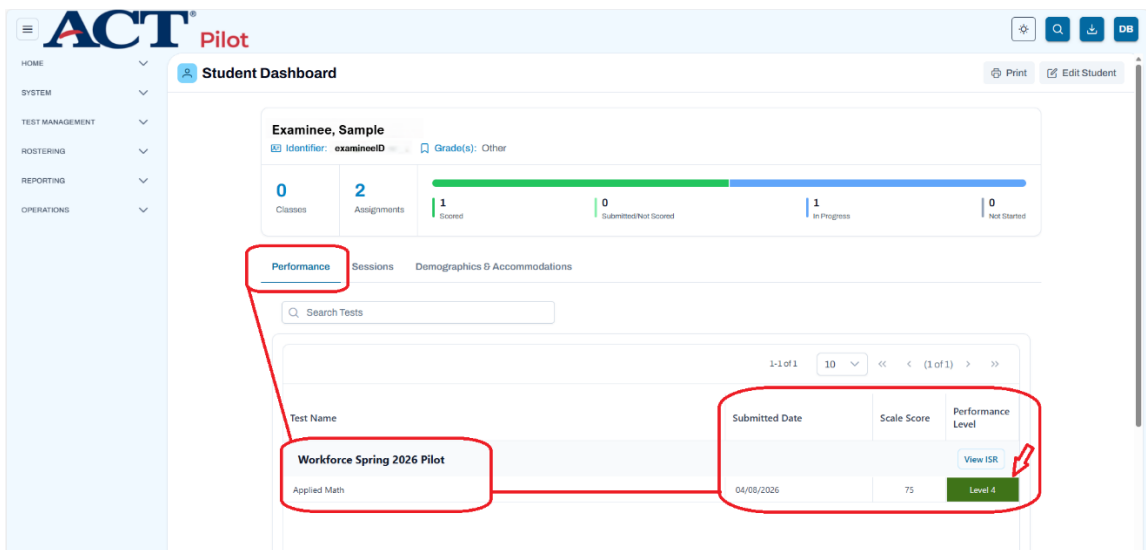 ACT® Pilot
DB
HOME
SYSTEM
TEST MANAGEMENT
ROSTERING
REPORTING
OPERATIONS
Student Dashboard
Print
Edit Student
Examinee, Sample
Identifier: examineeID
Grade(s): Other
0
Classes
2
Assignments
1
Scored
0
Submitted/Not Scored
1
In Progress
0
Not Started
Performance
Sessions
Demographics & Accommodations
Search Tests
1-1 of 1
10
<< < (1 of 1) > >>
Test Name
Submitted Date
Scale Score
Performance
Level
Workforce Spring 2026 Pilot
View ISR
Applied Math
04/08/2026
75
Level 4